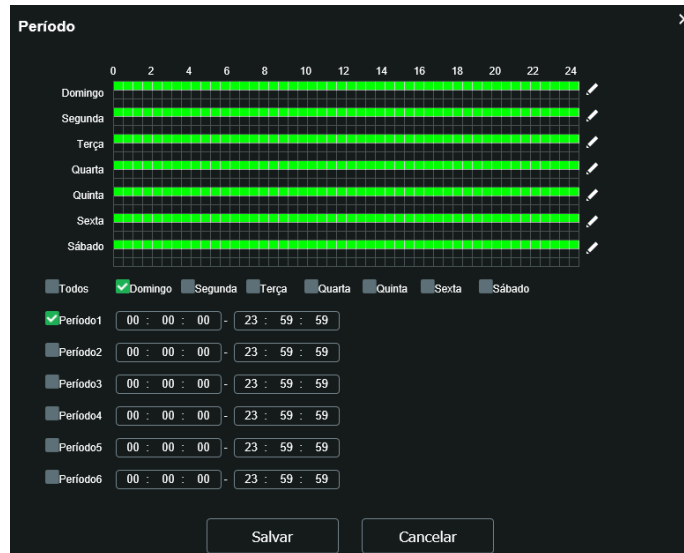 Período
0 2 4 6 8 10 12 14 16 18 20 22 24
Domingo
Segunda
Terça
Quarta
Quinta
Sexta
Sábado
Todos Domingo Segunda Terça Quarta Quinta Sexta Sábado
Período1 00 : 00 : 00 - 23 : 59 : 59
Período2 00 : 00 : 00 - 23 : 59 : 59
Período3 00 : 00 : 00 - 23 : 59 : 59
Período4 00 : 00 : 00 - 23 : 59 : 59
Período5 00 : 00 : 00 - 23 : 59 : 59
Período6 00 : 00 : 00 - 23 : 59 : 59
Salvar Cancelar